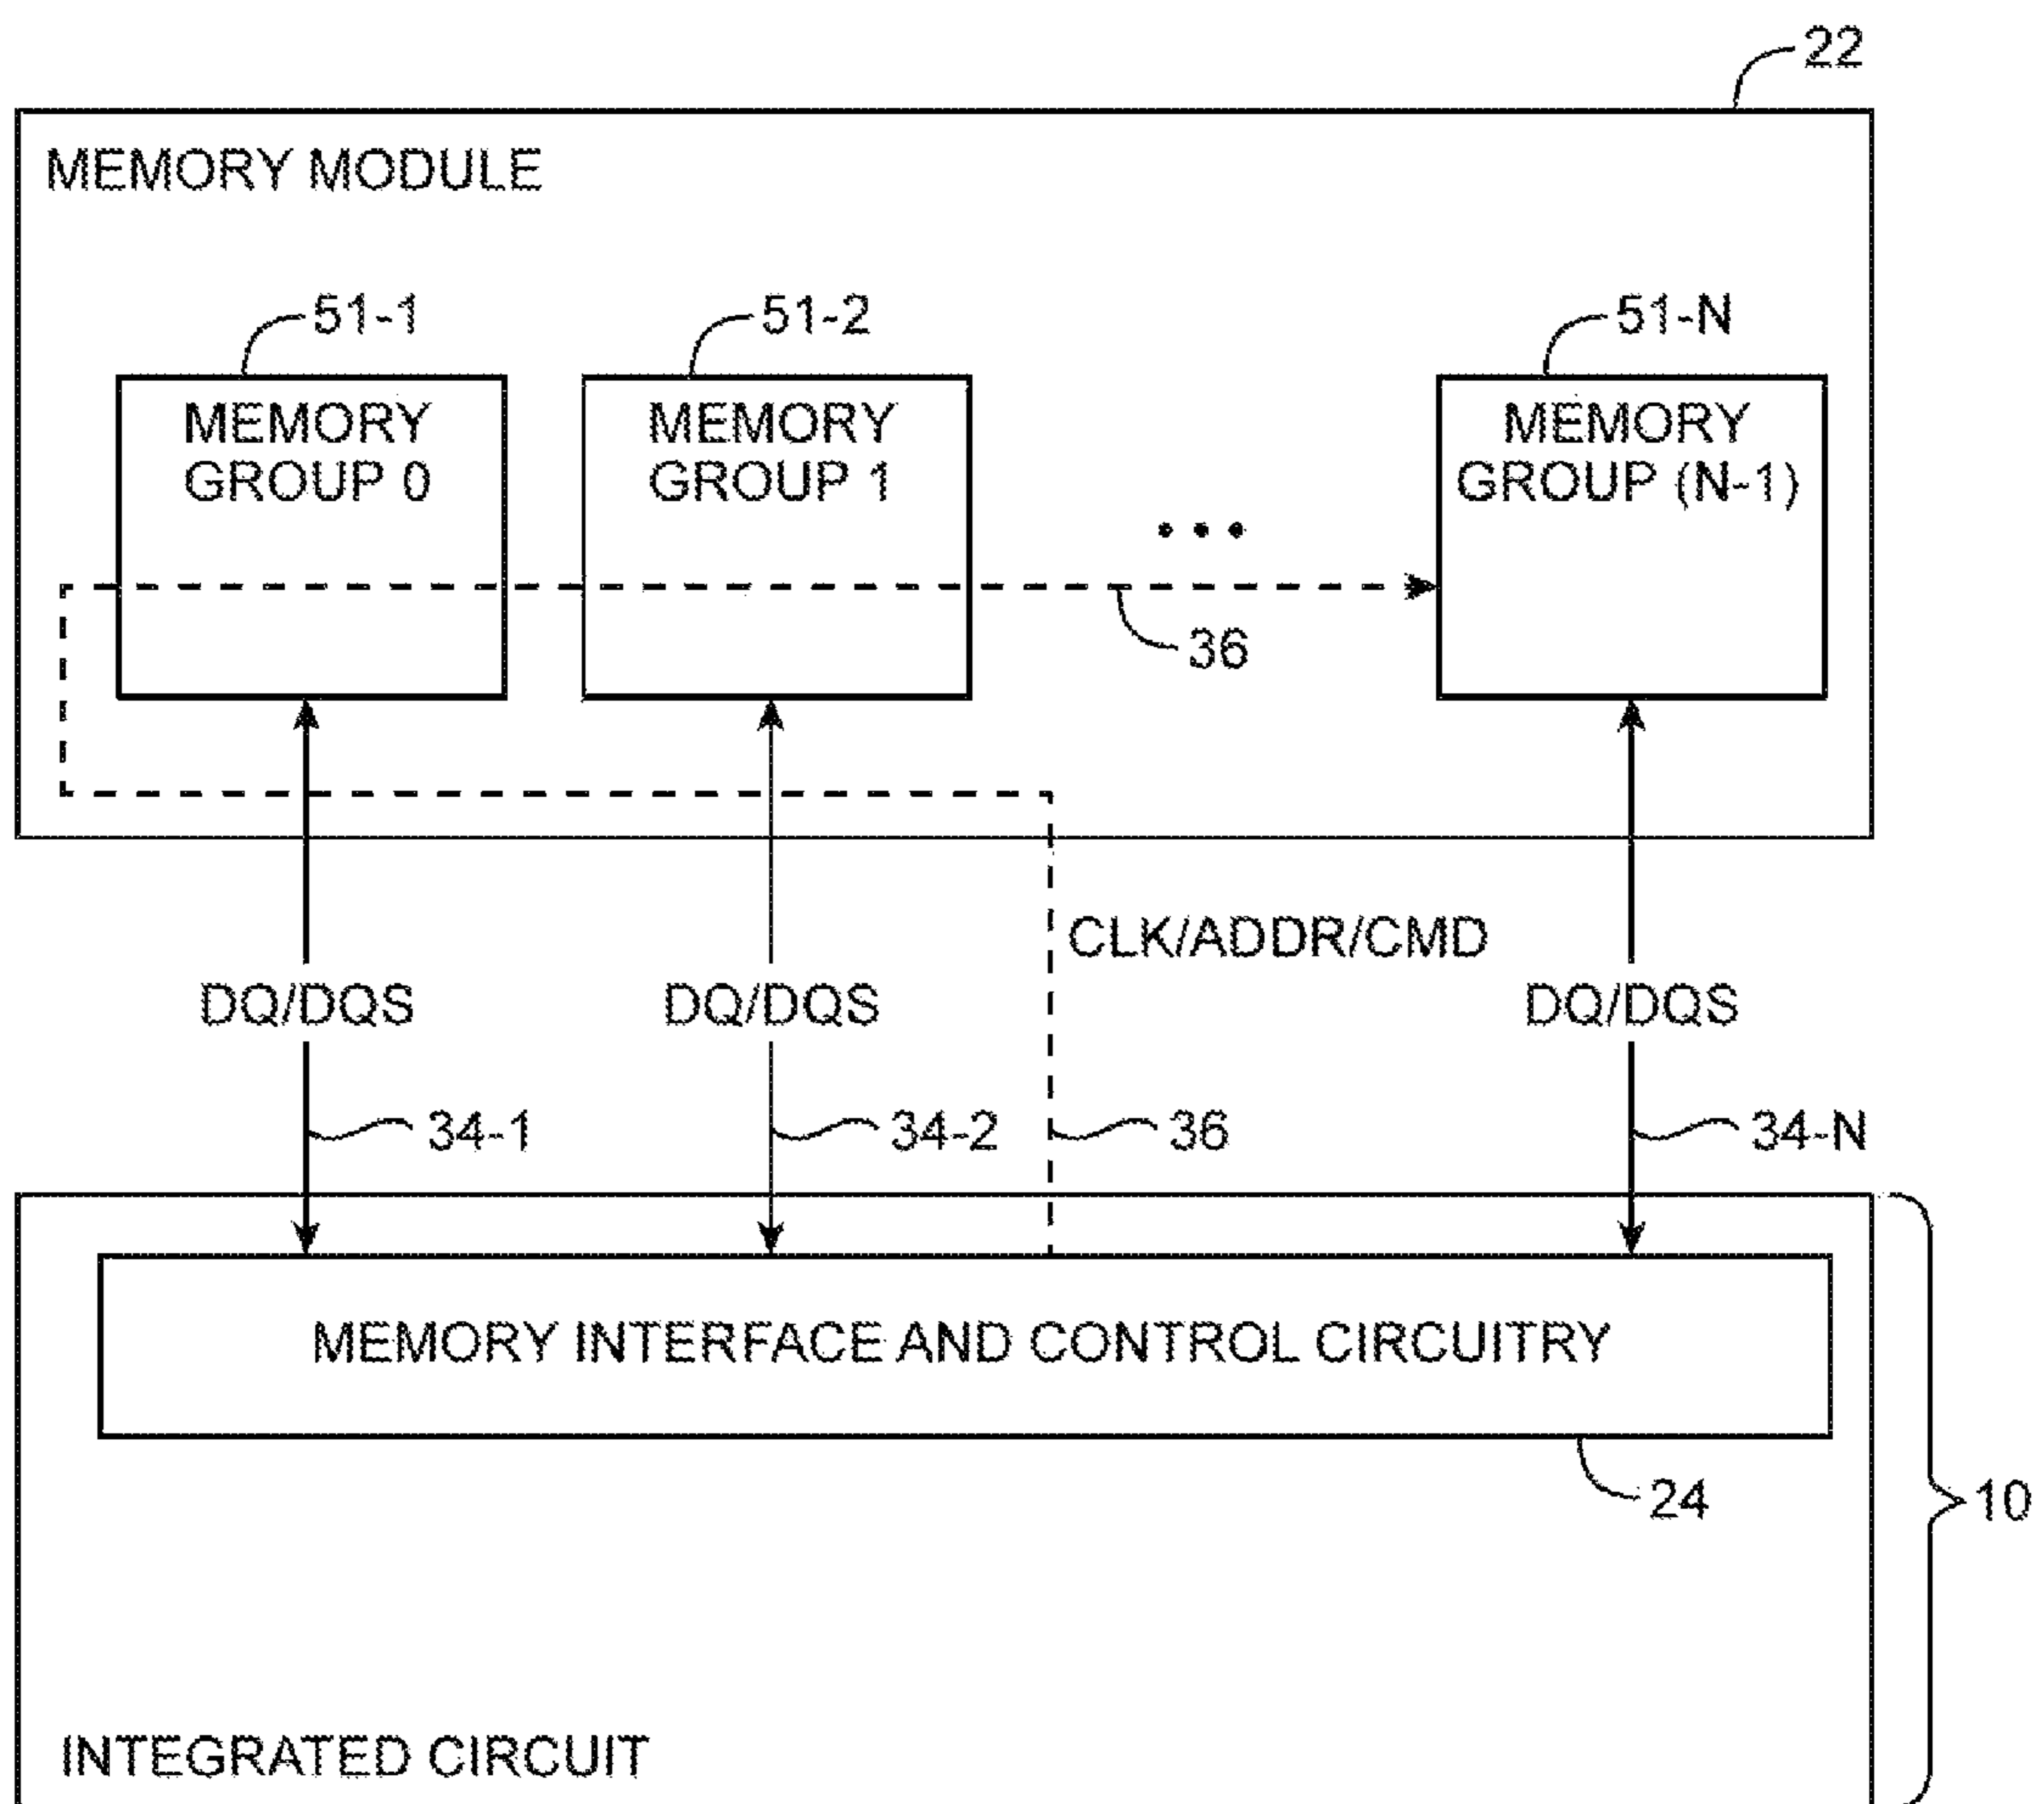 22
MEMORY MODULE
51-1
51-2
51-N
MEMORY
GROUP 0
MEMORY
GROUP 1
MEMORY
GROUP (N-1)
...
36
CLK/ADDR/CMD
DQ/DQS
DQ/DQS
DQ/DQS
34-1
34-2
36
34-N
MEMORY INTERFACE AND CONTROL CIRCUITRY
24
10
INTEGRATED CIRCUIT